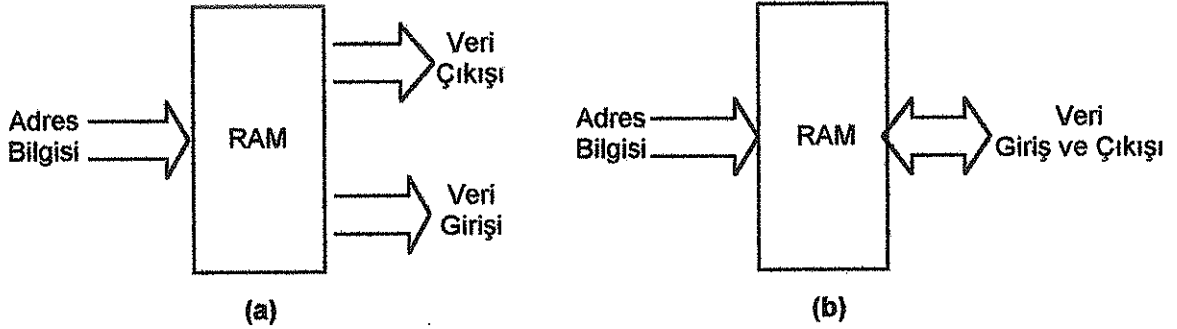 Adres
Bilgisi
RAM
Veri
Çıkışı
Veri
Girişi
(a)
Adres
Bilgisi
RAM
Veri
Giriş ve Çıkışı
(b)